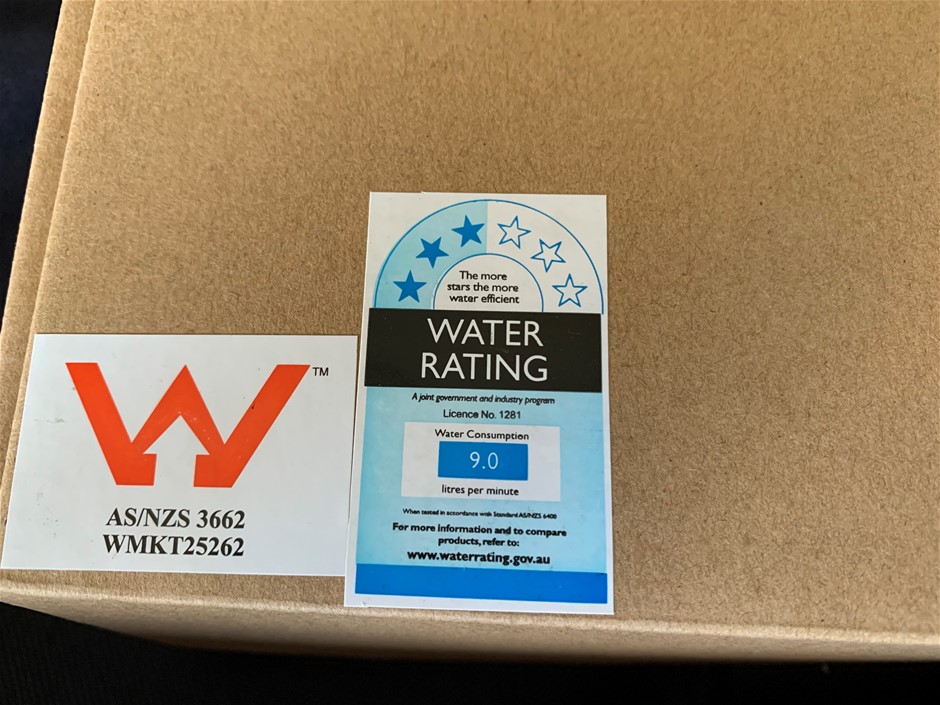 TM
AS/NZS 3662
WMKT25262
The more
stars the more
water efficient
WATER
RATING
A joint government and industry program
Licence No. 1281
Water Consumption
9.0
litres per minute
When tested in accordance with Standard AS/NZS 6400
For more information and to compare
products, refer to:
www.waterrating.gov.au